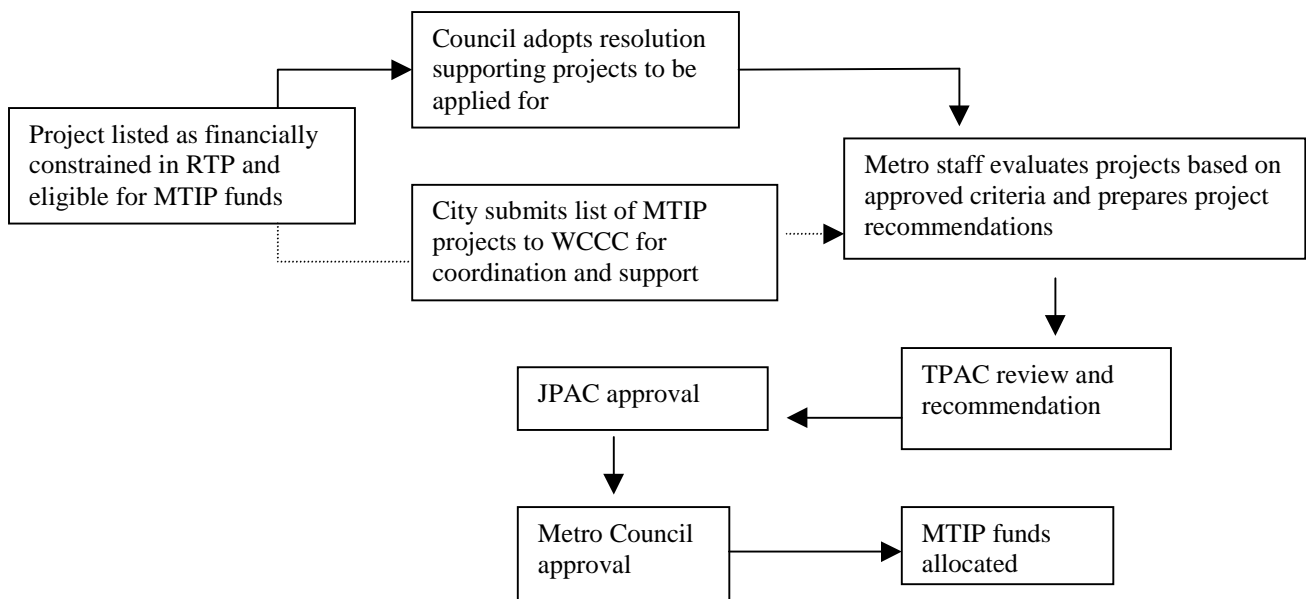 Council adopts resolution
supporting projects to be
applied for
Project listed as financially
constrained in RTP and
eligible for MTIP funds
City submits list of MTIP
projects to WCCC for
coordination and support
Metro staff evaluates projects based on
approved criteria and prepares project
recommendations
TPAC review and
recommendation
JPAC approval
Metro Council
approval
MTIP funds
allocated